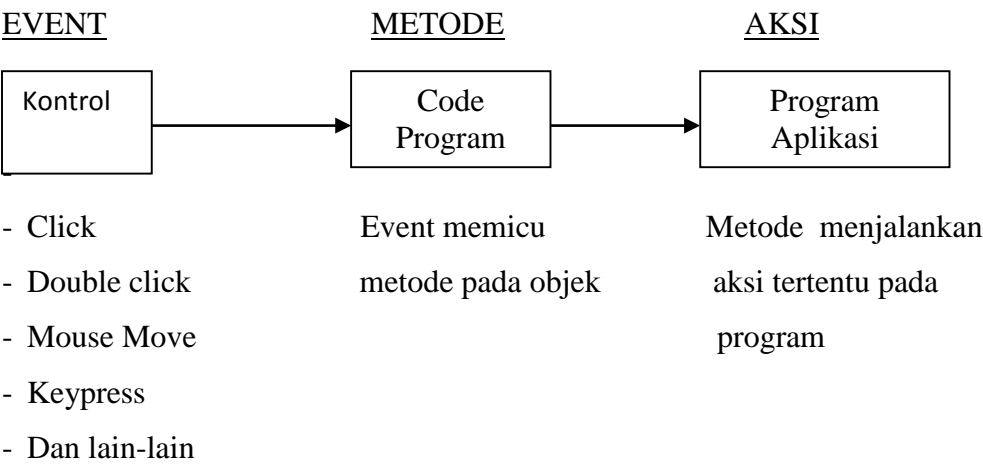 EVENT METODE AKSI
Kontrol Code Program
Program Aplikasi
-
- Click Event memicu Metode menjalankan
- Double click metode pada objek aksi tertentu pada
- Mouse Move program
- Keypress
- Dan lain-lain